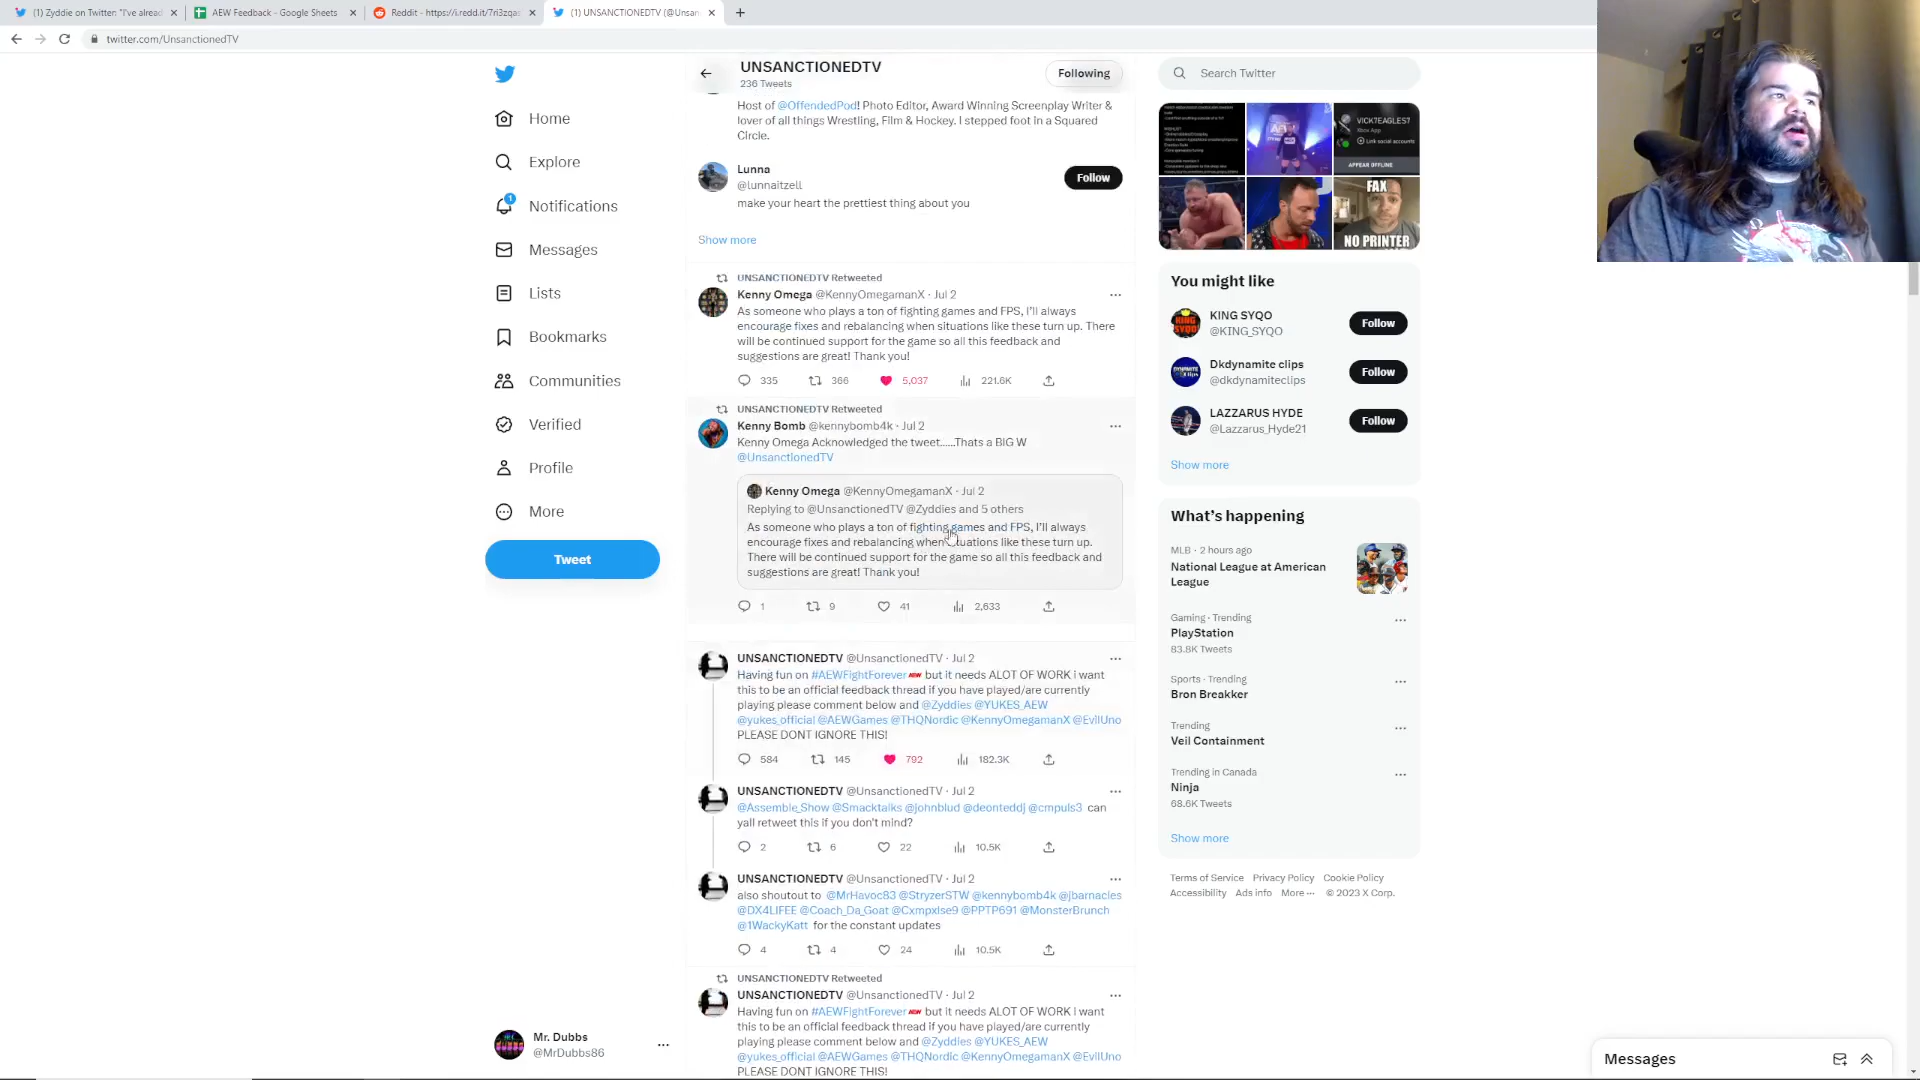 (1) Zyddie on Twitter: "I've alread
AEW Feedback - Google Sheets
Reddit - https://i.redd.it/7ri3zqas
(1) UNSANCTIONEDTV (@Unsan
twitter.com/UnsanctionedTV
UNSANCTIONEDTV
236 Tweets
Following
Search Twitter
Home
Explore
1
Notifications
Messages
Lists
Bookmarks
Communities
Verified
Profile
More
Tweet
Mr. Dubbs
@MrDubbs86
Host of @OffendedPod! Photo Editor, Award Winning Screenplay Writer &
lover of all things Wrestling, Film & Hockey. I stepped foot in a Squared
Circle.
Lunna
@lunnaitzell
Follow
make your heart the prettiest thing about you
Show more
UNSANCTIONEDTV Retweeted
Kenny Omega @KennyOmegamanX · Jul 2
As someone who plays a ton of fighting games and FPS, I'll always
encourage fixes and rebalancing when situations like these turn up. There
will be continued support for the game so all this feedback and
suggestions are great! Thank you!
335 366 5,037 221.6K
UNSANCTIONEDTV Retweeted
Kenny Bomb @kennybomb4k · Jul 2
Kenny Omega Acknowledged the tweet......Thats a BIG W
@UnsanctionedTV
Kenny Omega @KennyOmegamanX · Jul 2
Replying to @UnsanctionedTV @Zyddies and 5 others
As someone who plays a ton of fighting games and FPS, I'll always
encourage fixes and rebalancing when situations like these turn up.
There will be continued support for the game so all this feedback and
suggestions are great! Thank you!
1 9 41 2,633
UNSANCTIONEDTV @UnsanctionedTV · Jul 2
Having fun on #AEWFightForever AEW but it needs ALOT OF WORK i want
this to be an official feedback thread if you have played/are currently
playing please comment below and @Zyddies @YUKES_AEW
@yukes_official @AEWGames @THQNordic @KennyOmegamanX @EvilUno
PLEASE DONT IGNORE THIS!
584 145 792 182.3K
UNSANCTIONEDTV @UnsanctionedTV · Jul 2
@Assemble_Show @Smacktalks @johnblud @deonteddj @cmpuls3 can
yall retweet this if you don't mind?
2 6 22 10.5K
UNSANCTIONEDTV @UnsanctionedTV · Jul 2
also shoutout to @MrHavoc83 @StryzerSTW @kennybomb4k @jbarnacles
@DX4LIFEE @Coach_Da_Goat @Cxmpxlse9 @PPTP691 @MonsterBrunch
@1WackyKatt for the constant updates
4 4 24 10.5K
UNSANCTIONEDTV Retweeted
UNSANCTIONEDTV @UnsanctionedTV · Jul 2
Having fun on #AEWFightForever AEW but it needs ALOT OF WORK i want
this to be an official feedback thread if you have played/are currently
playing please comment below and @Zyddies @YUKES_AEW
@yukes_official @AEWGames @THQNordic @KennyOmegamanX @EvilUno
PLEASE DONT IGNORE THIS!
VICK7EAGLES7
Xbox App
Link social accounts
APPEAR OFFLINE
FAX
NO PRINTER
You might like
KING SYQO
@KING_SYQO
Follow
Dkdynamite clips
@dkdynamiteclips
Follow
LAZZARUS HYDE
@Lazzarus_Hyde21
Follow
Show more
What's happening
MLB · 2 hours ago
National League at American
League
Gaming · Trending
PlayStation
83.8K Tweets
Sports · Trending
Bron Breakker
Trending
Veil Containment
Trending in Canada
Ninja
68.6K Tweets
Show more
Terms of Service Privacy Policy Cookie Policy
Accessibility Ads info More ··· © 2023 X Corp.
Messages